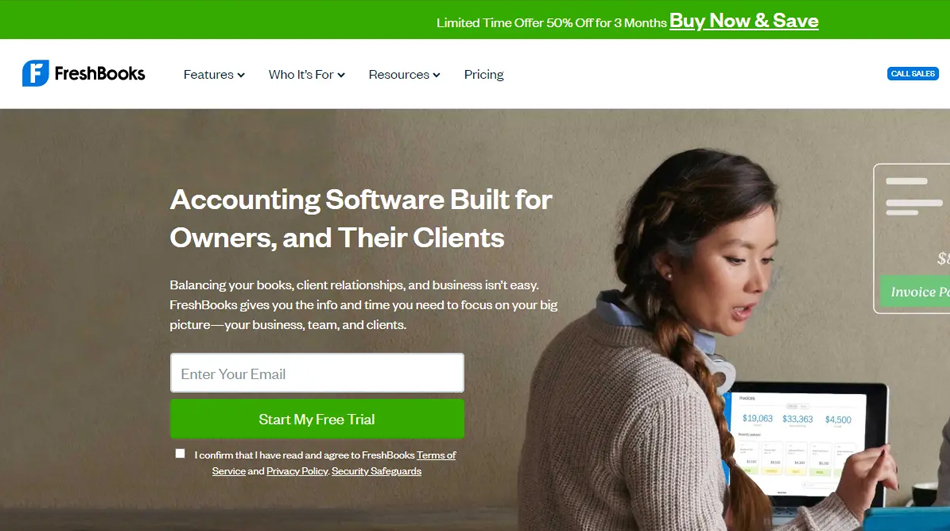 Limited Time Offer 50% Off for 3 Months Buy Now & Save
FreshBooks Features Who It's For Resources Pricing CALL SALES
Accounting Software Built for
Owners, and Their Clients
Balancing your books, client relationships, and business isn't easy.
FreshBooks gives you the info and time you need to focus on your big
picture—your business, team, and clients.
Enter Your Email
Start My Free Trial
I confirm that I have read and agree to FreshBooks Terms of
Service and Privacy Policy. Security Safeguards
Invoice
$19,063 $33,363 $4,500